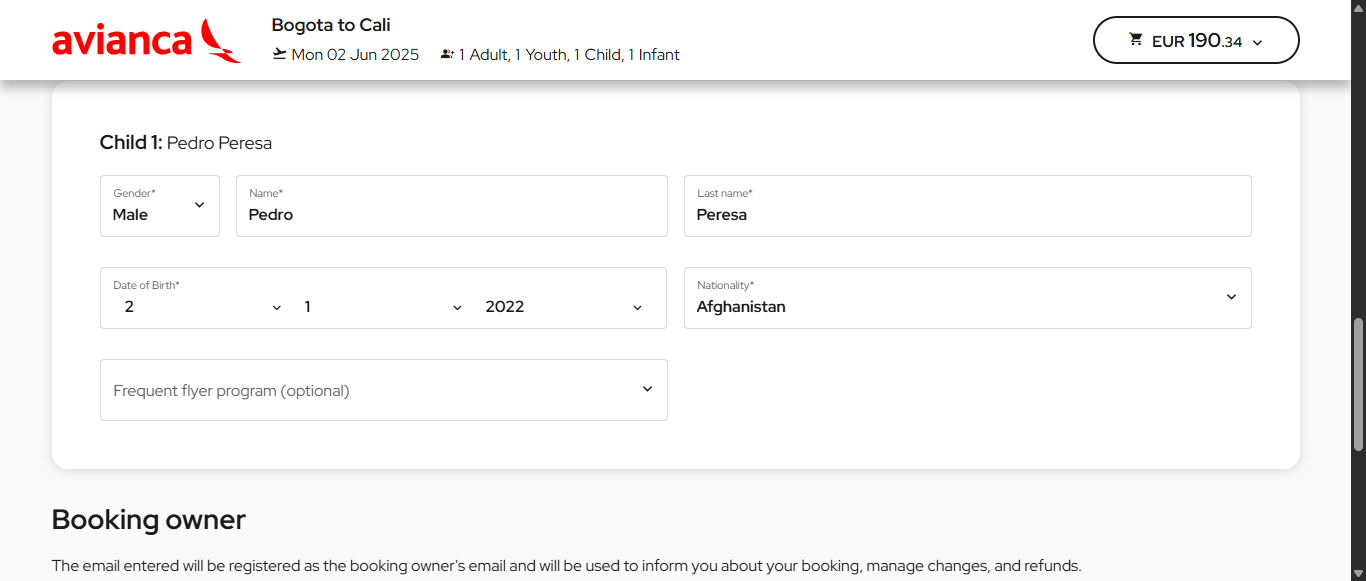 avianca
Bogota to Cali
Mon 02 Jun 2025 1 Adult, 1 Youth, 1 Child, 1 Infant
EUR 190.34
Child 1: Pedro Peresa
Gender* Name* Last name*
Male Pedro Peresa
Date of Birth* Nationality*
2 1 2022 Afghanistan
Frequent flyer program (optional)
Booking owner
The email entered will be registered as the booking owner's email and will be used to inform you about your booking, manage changes, and refunds.